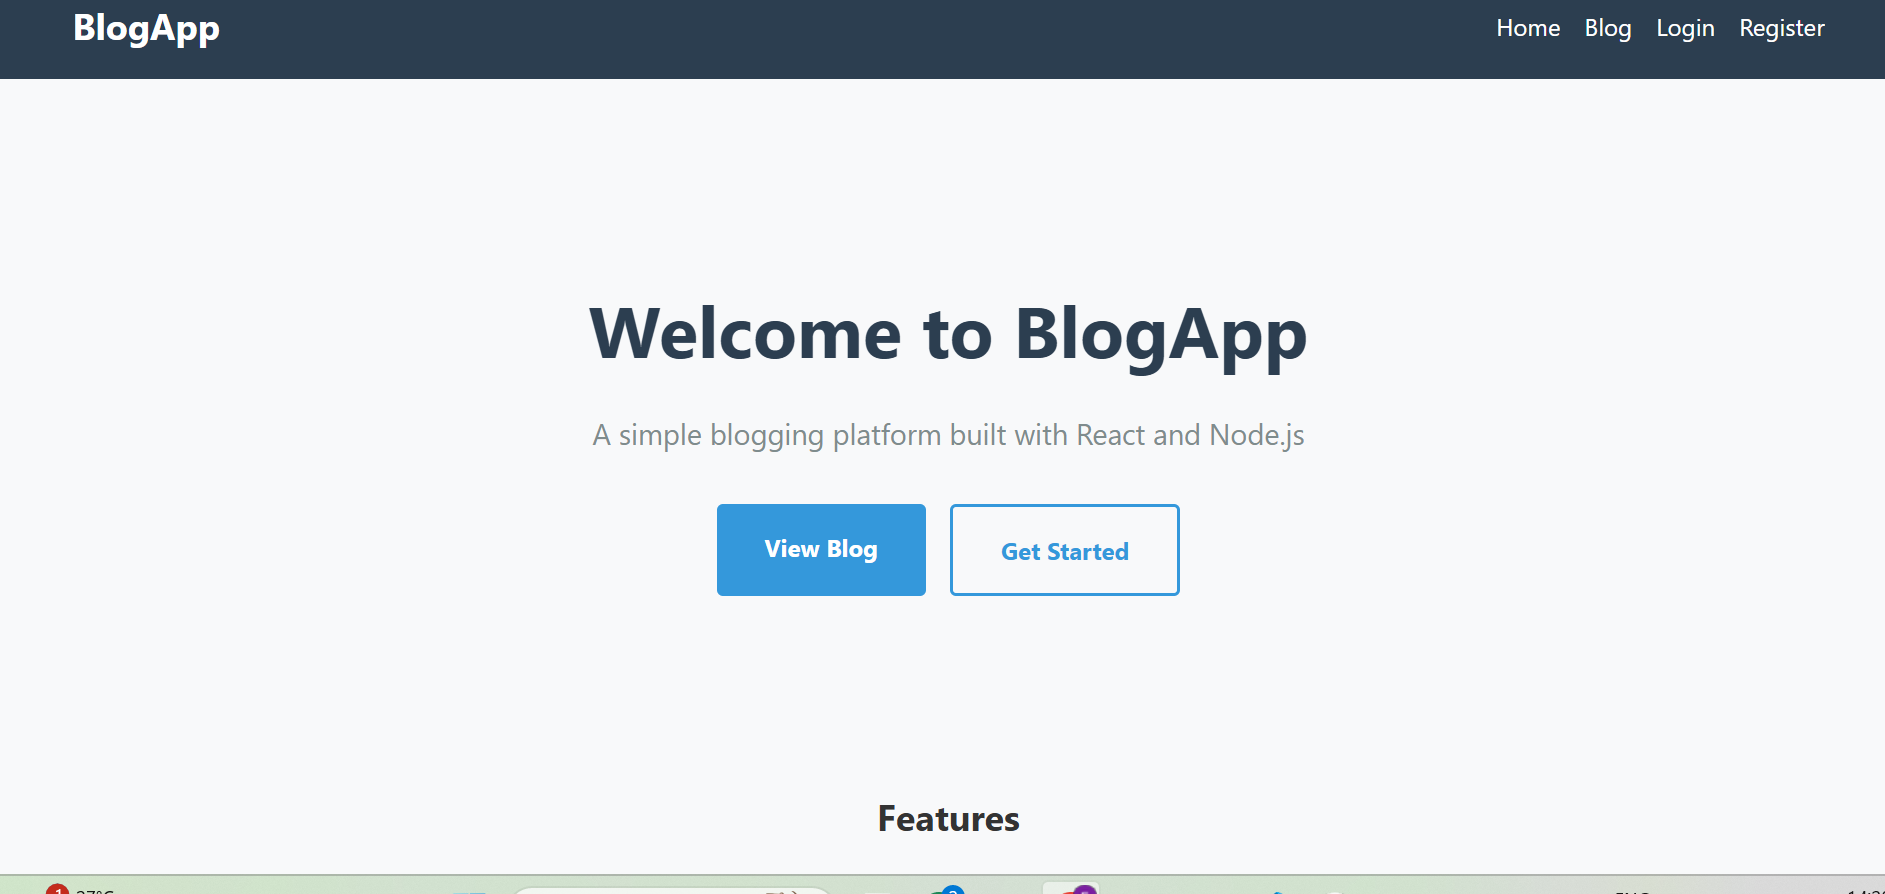 BlogApp
Home Blog Login Register
Welcome to BlogApp
A simple blogging platform built with React and Node.js
View Blog
Get Started
Features